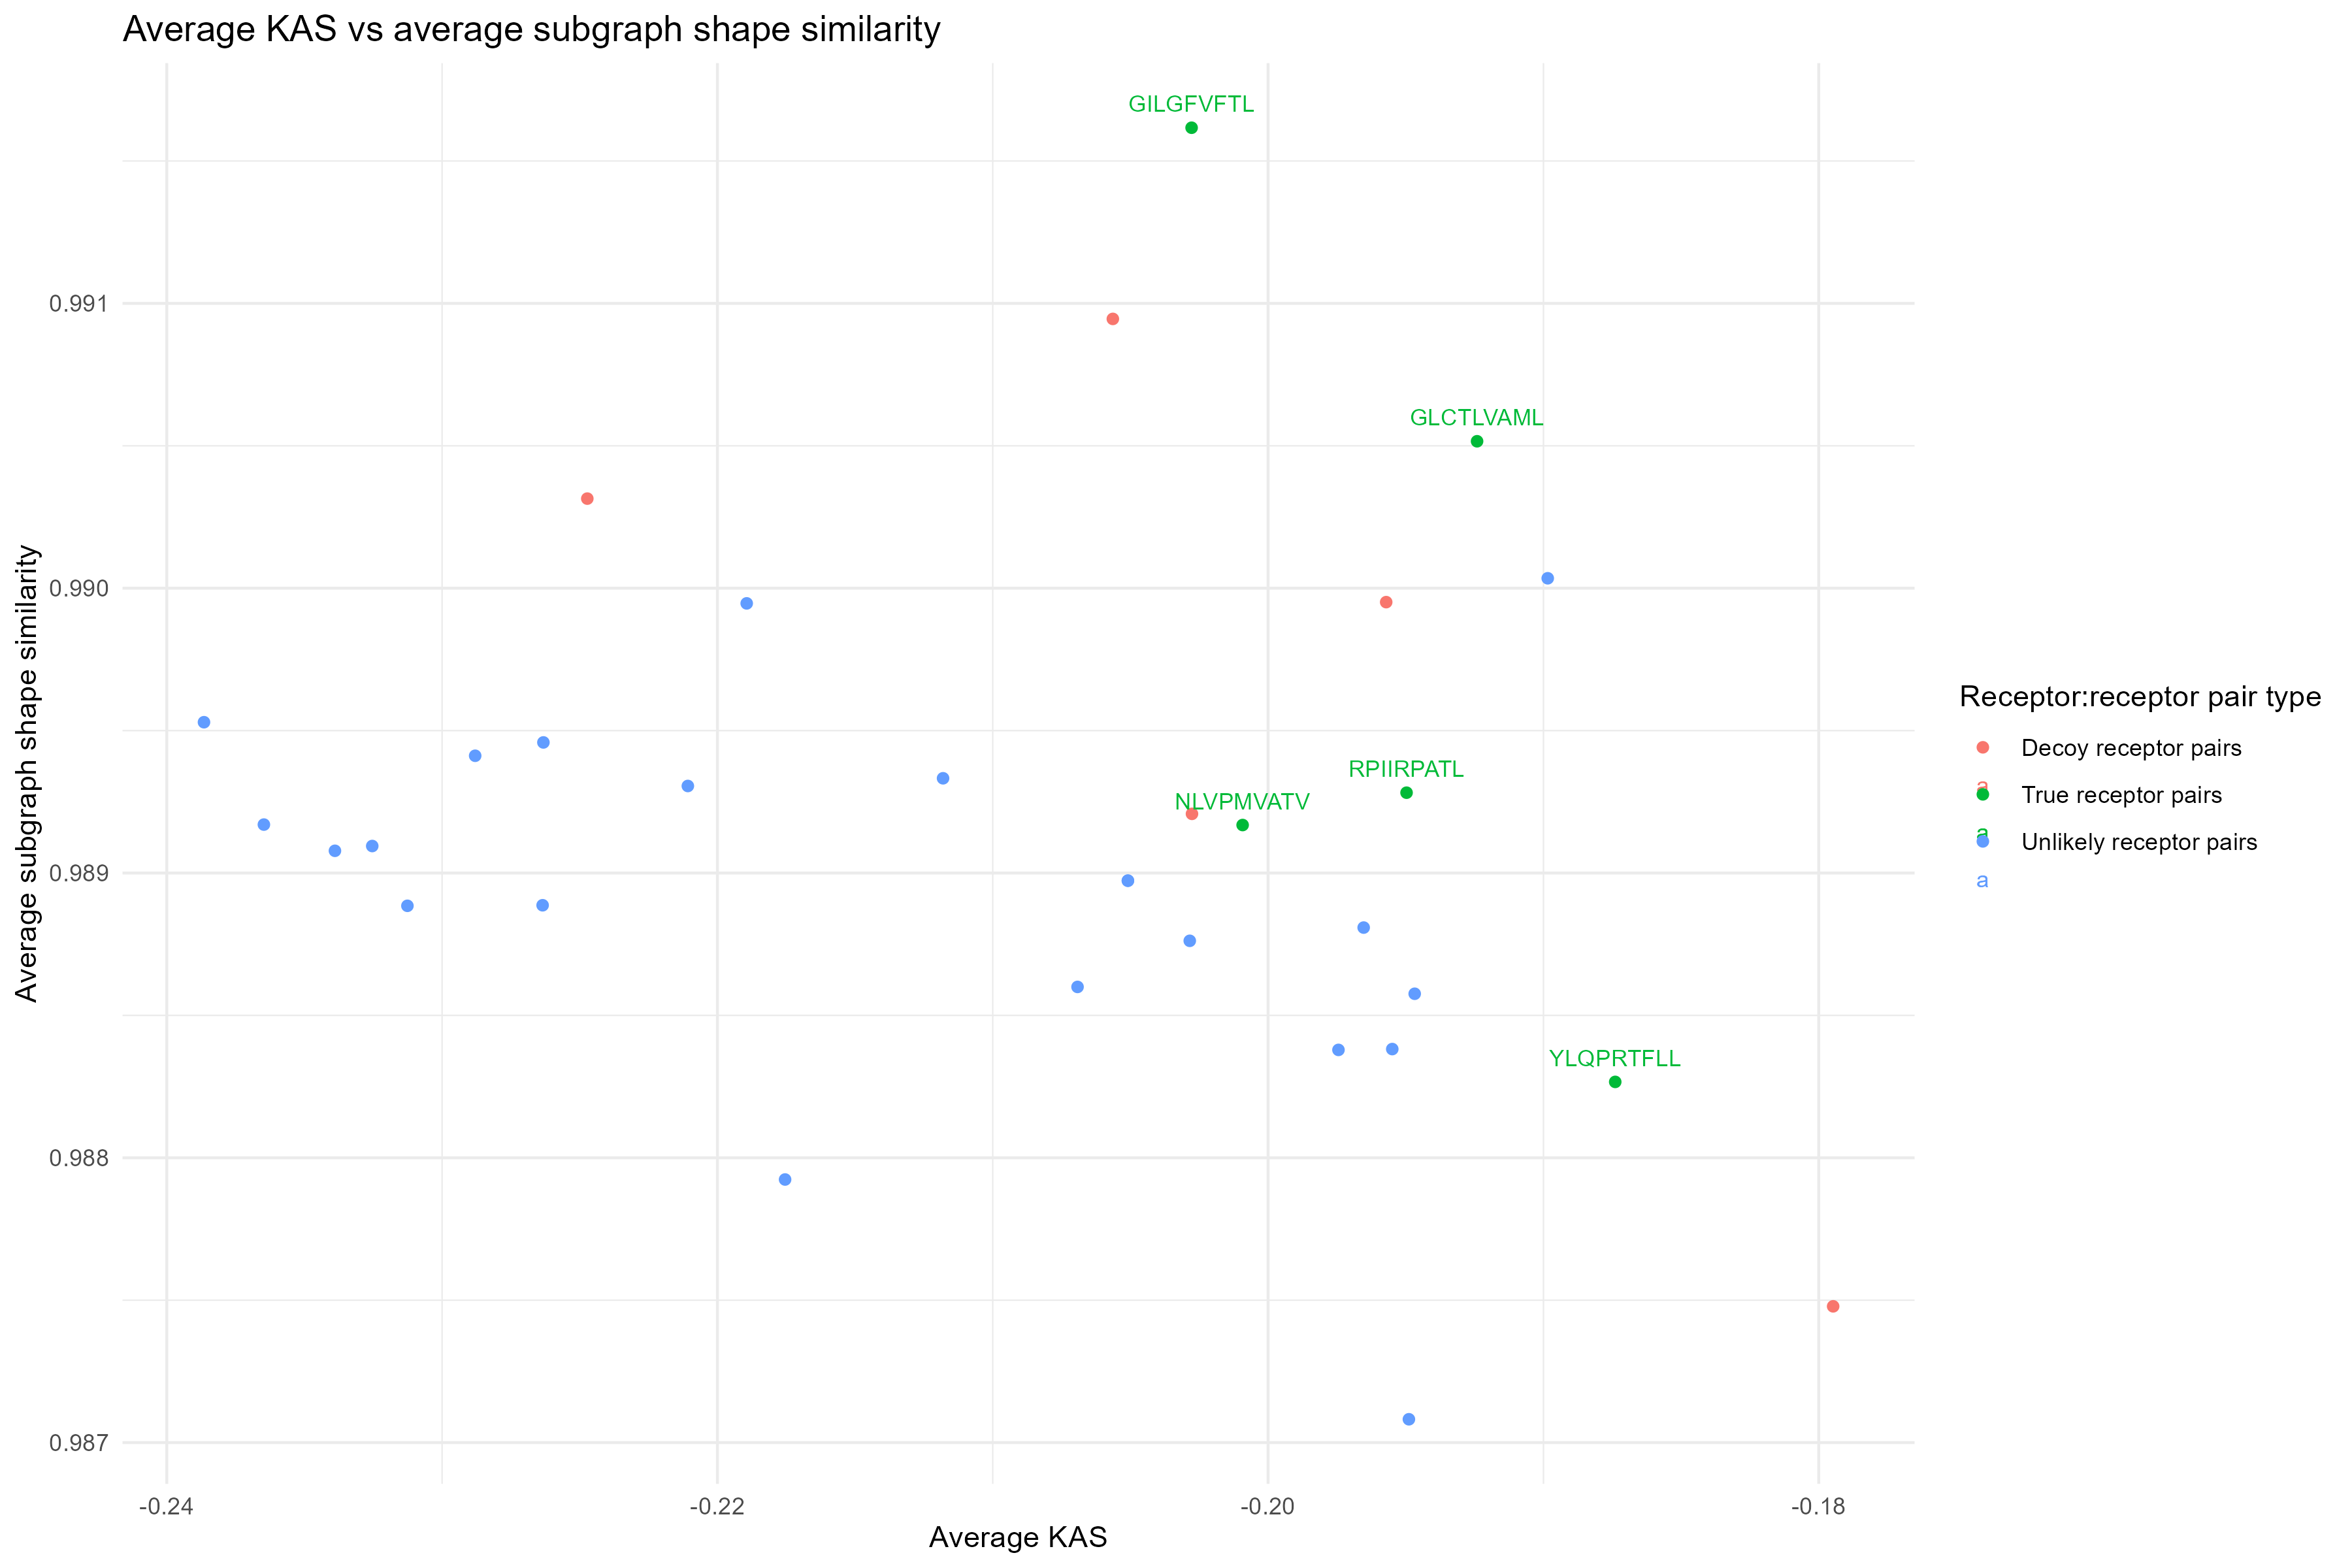 Average KAS vs average subgraph shape similarity
GILGFVFTL
GLCTLVAML
RPIIRPATL
NLVPMVATV
YLQPRTFLL
0.991
0.990
0.989
0.988
0.987
Average subgraph shape similarity
-0.24
-0.22
-0.20
-0.18
Average KAS
Receptor:receptor pair type
Decoy receptor pairs
a
True receptor pairs
a
Unlikely receptor pairs
a